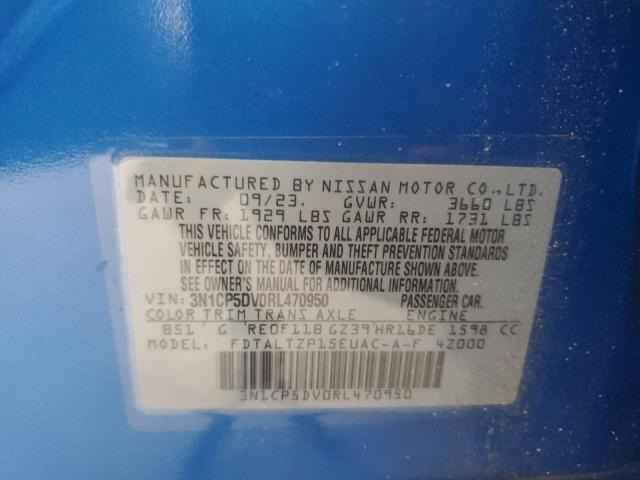 MANUFACTURED BY NISSAN MOTOR CO.,LTD.
DATE: 09/23. GVWR: 3660 LBS
GAWR FR: 1929 LBS GAWR RR: 1731 LBS
THIS VEHICLE CONFORMS TO ALL APPLICABLE FEDERAL MOTOR
VEHICLE SAFETY, BUMPER AND THEFT PREVENTION STANDARDS
IN EFFECT ON THE DATE OF MANUFACTURE SHOWN ABOVE.
SEE OWNER'S MANUAL FOR ADDITIONAL INFORMATION.
VIN: 3N1CP5DV0RL470950 PASSENGER CAR.
COLOR TRIM TRANS AXLE ENGINE
B51 G RE0F11B GZ39 HR16DE 1598 CC
MODEL FDTALTZP15EUAC-A-F 4Z000
3N1CP5DV0RL470950